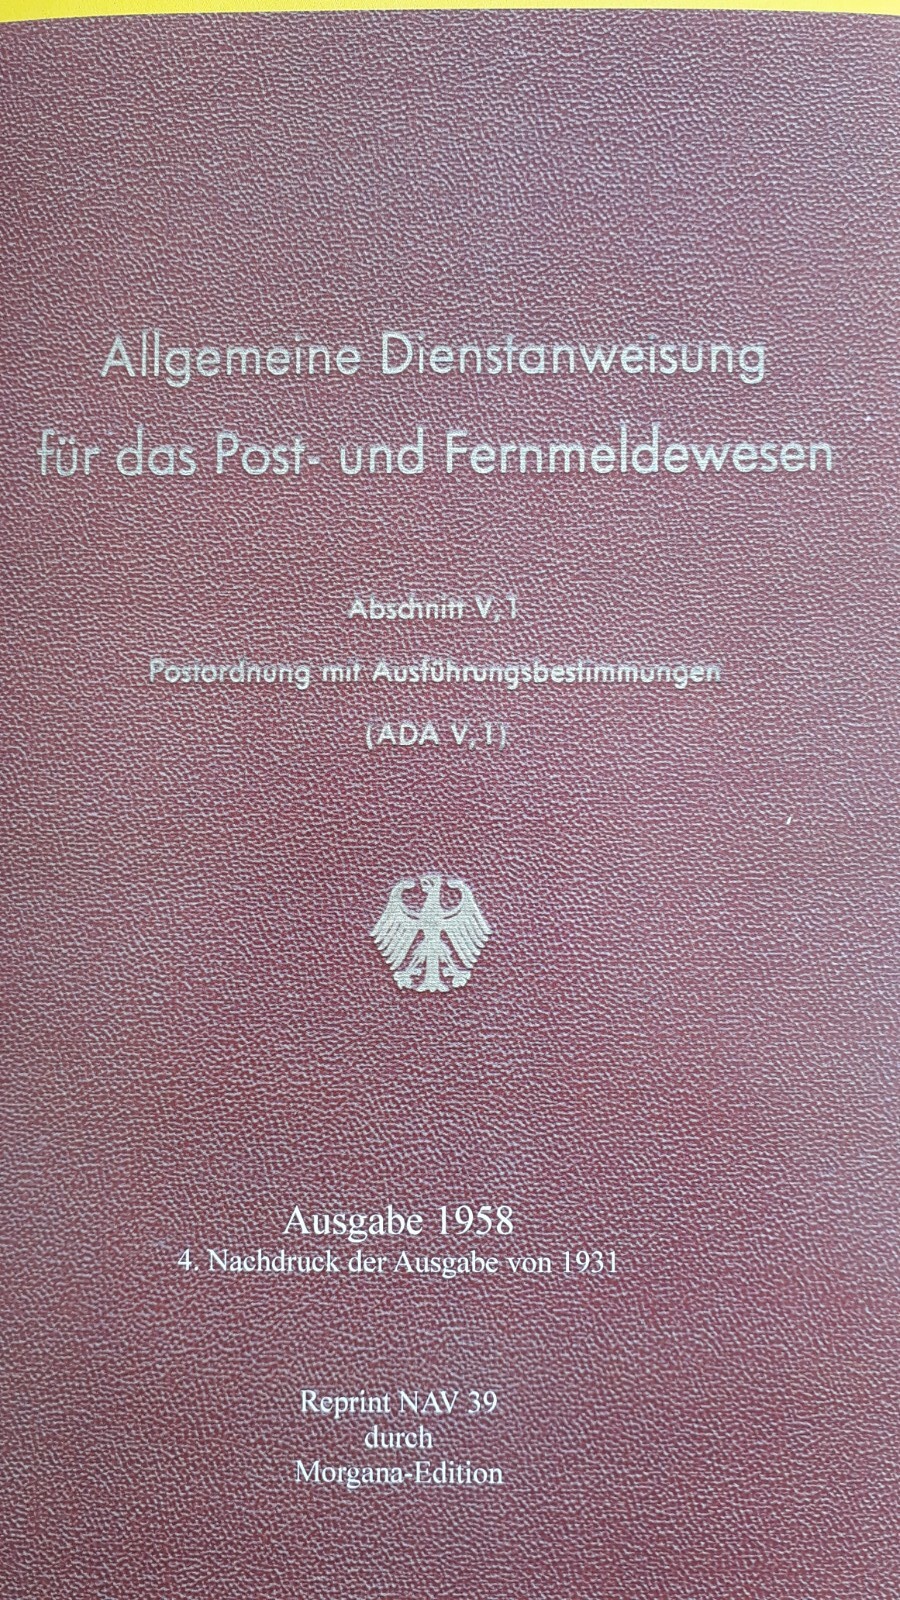 Allgemeine Dienstanweisung
für das Post- und Fernmeldewesen
Abschnitt V, 1
Postordnung mit Ausführungsbestimmungen
(ADA V, 1)
Ausgabe 1958
4. Nachdruck der Ausgabe von 1931
Reprint NAV 39
durch
Morgana-Edition